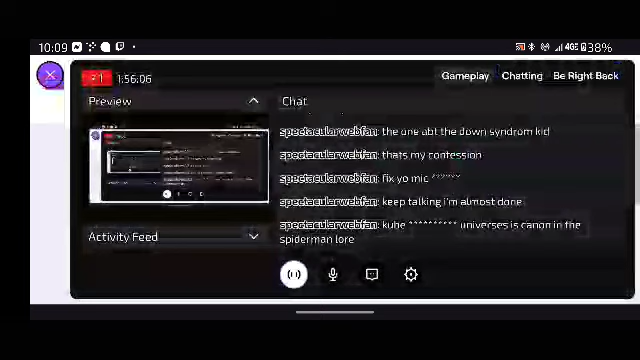 10:09 4GE 38%
1:56:06 Gameplay Chatting Be Right Back
Preview
Chat
spectacularwebfan: the one abt the down syndrom kid
spectacularwebfan: thats my confession
spectacularwebfan: fix yo mic ******
spectacularwebfan: keep talking i'm almost done
spectacularwebfan: kube ********** universes is canon in the
spiderman lore
Activity Feed